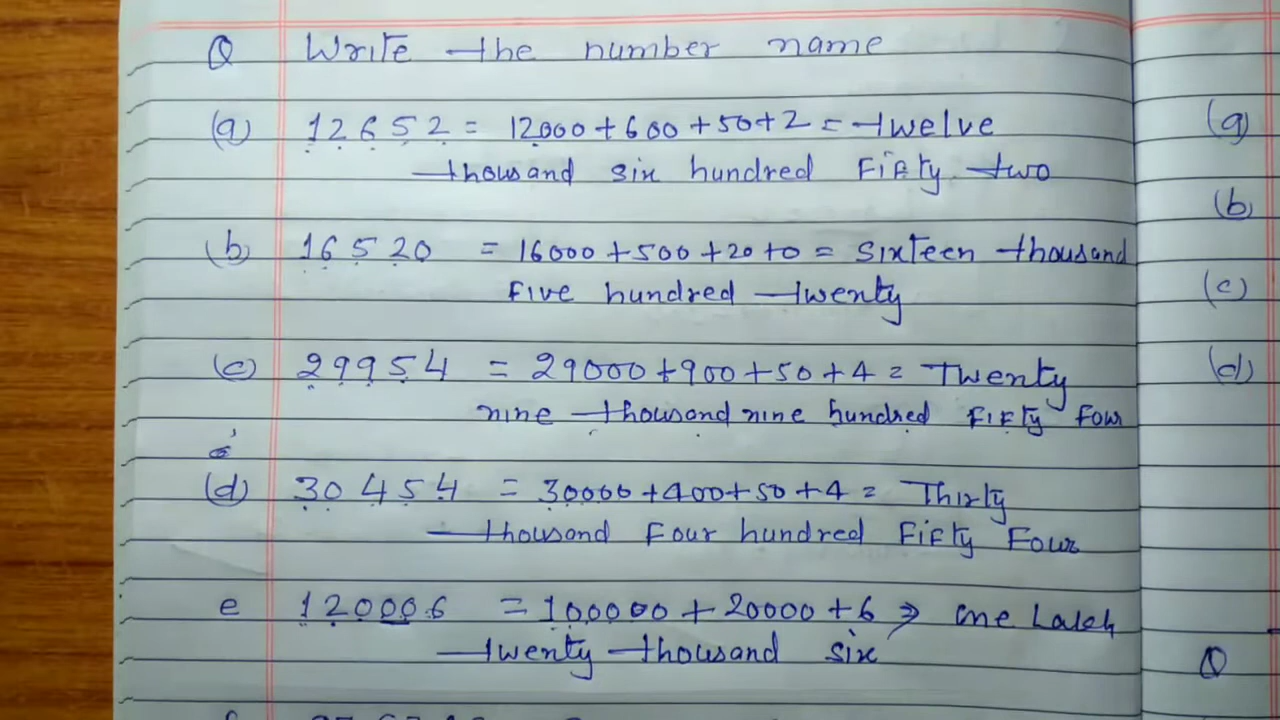 Q Write the number name
(a) 12652 = 12000+600+50+2 = twelve
thousand six hundred Fifty two
(b) 16520 = 16000+500+20+0 = Sixteen thousand
Five hundred twenty
(c) 29954 = 29000+900+50+4 = Twenty
nine thousand nine hundred Fifty Four
(d) 30454 = 30000+400+50+4 = Thirty
thousand Four hundred Fifty Four
e 120006 = 100000+20000+6 ⇒ one Lakh
twenty thousand six
(a)
(b)
(c)
(d)
Q